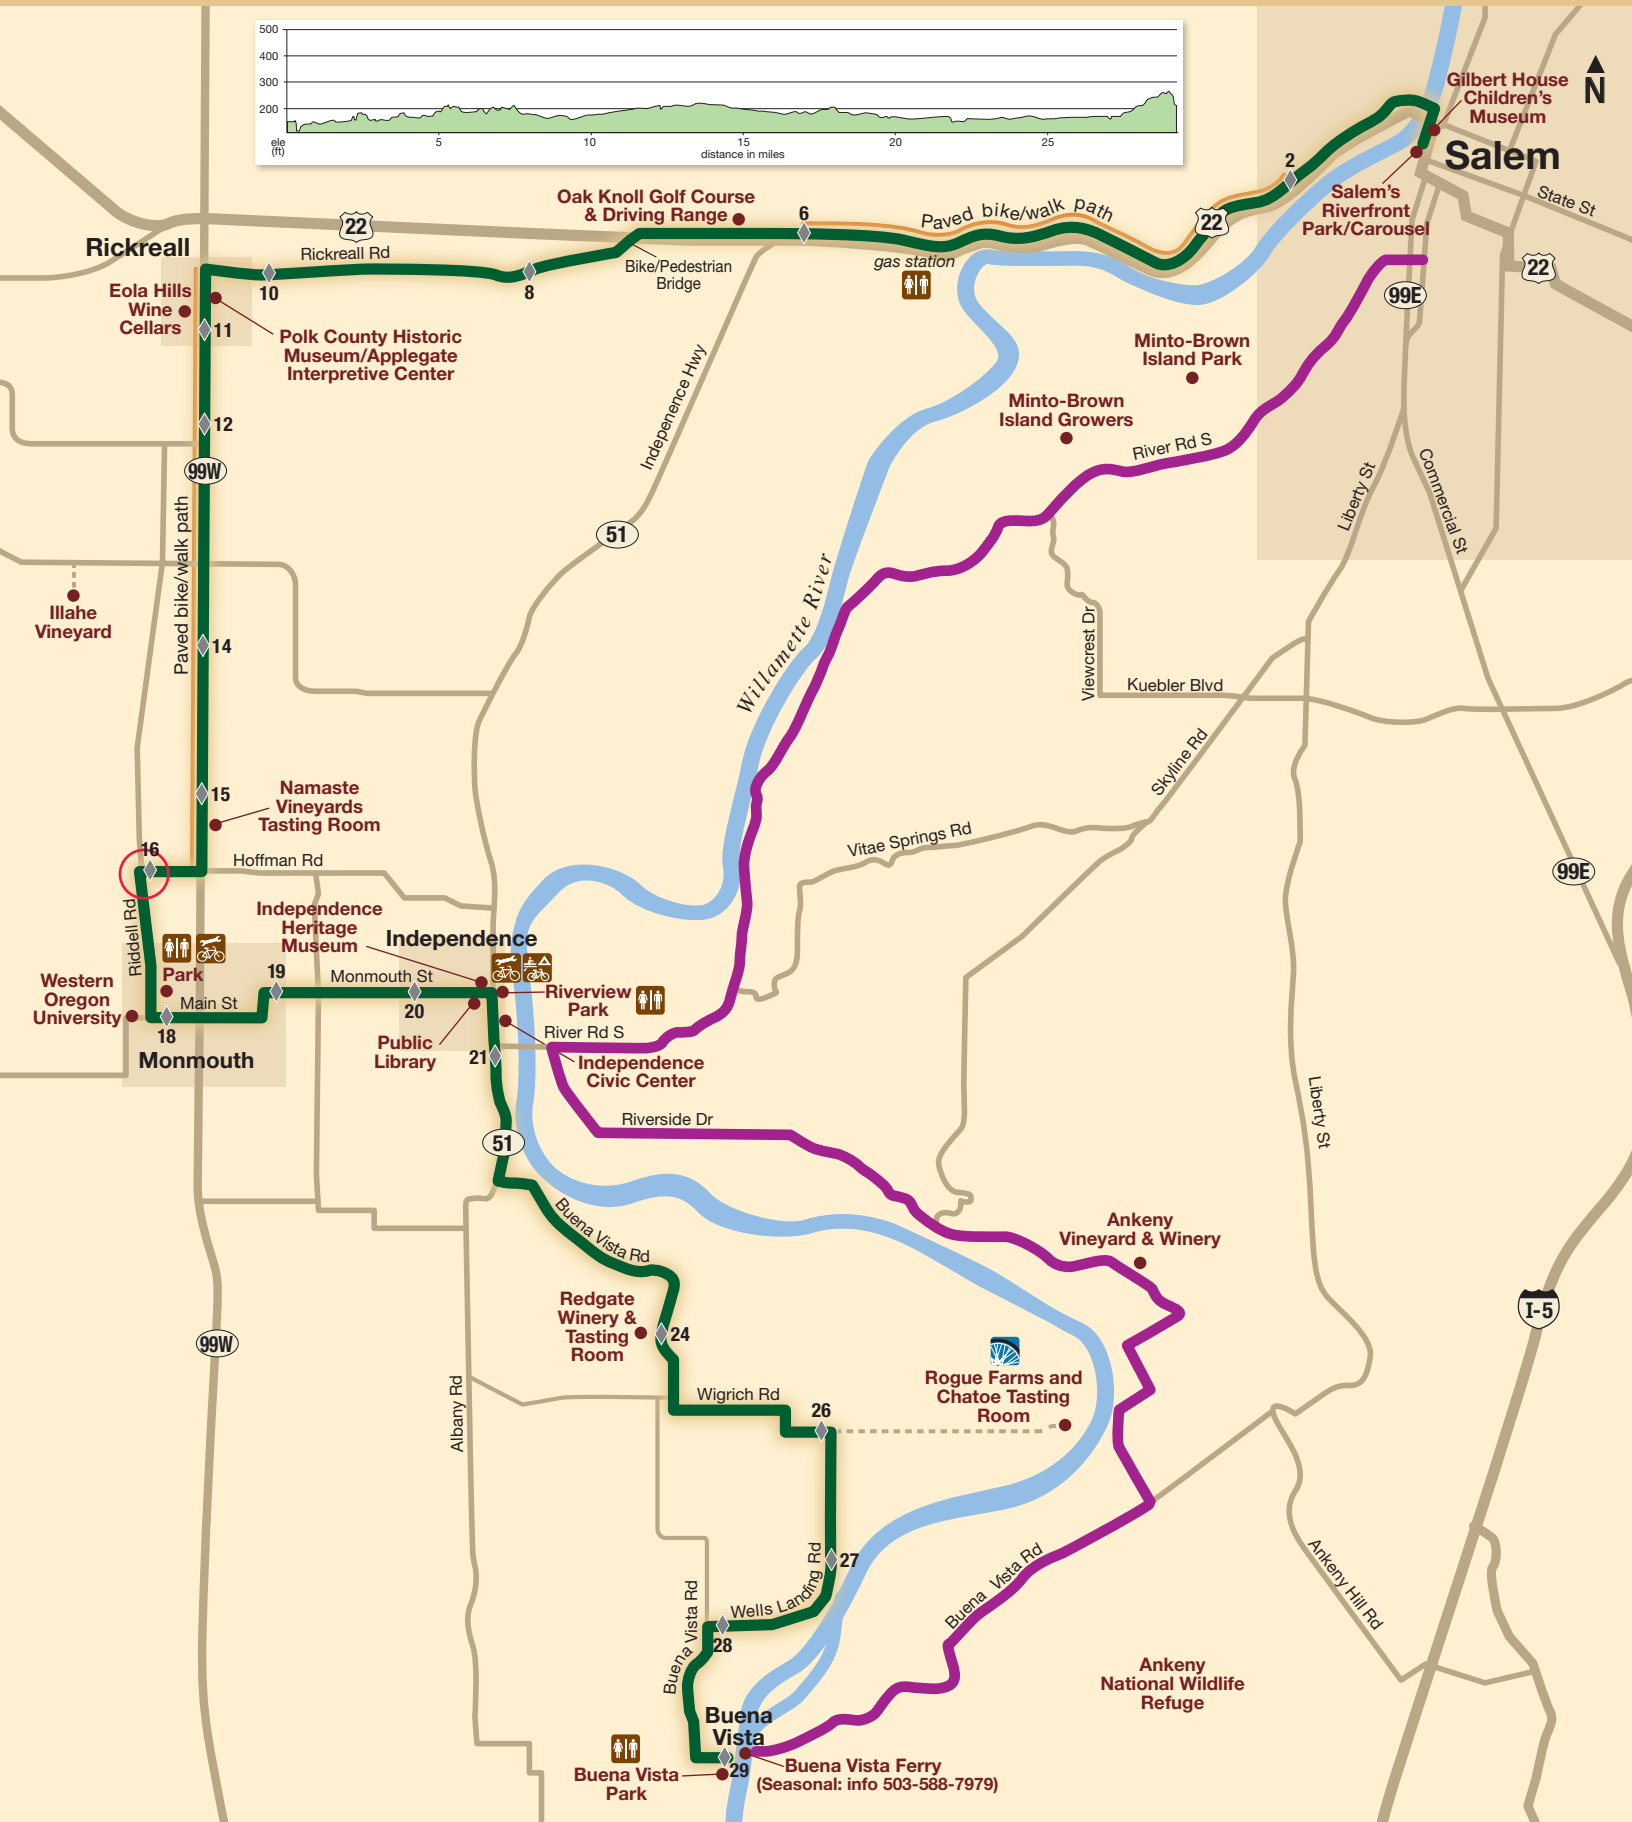 500
400
300
200
ele
(ft)
5
10
15
20
25
distance in miles
N
Gilbert House
Children's
Museum
Salem
State St
Salem's
Riverfront
Park/Carousel
2
22
22
99E
Oak Knoll Golf Course
& Driving Range
6
Paved bike/walk path
22
Rickreall
Rickreall Rd
gas station
Bike/Pedestrian
Bridge
10
8
Eola Hills
Wine
Cellars
11
Polk County Historic
Museum/Applegate
Interpretive Center
12
99W
Indepenence Hwy
51
Minto-Brown
Island Park
Minto-Brown
Island Growers
River Rd S
Liberty St
Commercial St
Paved bike/walk path
Illahe
Vineyard
14
Willamette River
Viewcrest Dr
Kuebler Blvd
Skyline Rd
15
Namaste
Vineyards
Tasting Room
Vitae Springs Rd
99E
16
Hoffman Rd
Riddell Rd
Independence
Heritage
Museum
Independence
Park
19
Monmouth St
Western
Oregon
University
Main St
18
Monmouth
20
Riverview
Park
Public
Library
21
River Rd S
Independence
Civic Center
Riverside Dr
51
Liberty St
Buena Vista Rd
Ankeny
Vineyard & Winery
Redgate
Winery &
Tasting
Room
24
99W
I-5
Albany Rd
Wigrich Rd
26
Rogue Farms and
Chatoe Tasting
Room
27
Wells Landing Rd
Buena Vista Rd
28
Buena Vista Rd
Ankeny Hill Rd
Ankeny
National Wildlife
Refuge
Buena
Vista
29
Buena Vista
Park
Buena Vista Ferry
(Seasonal: info 503-588-7979)